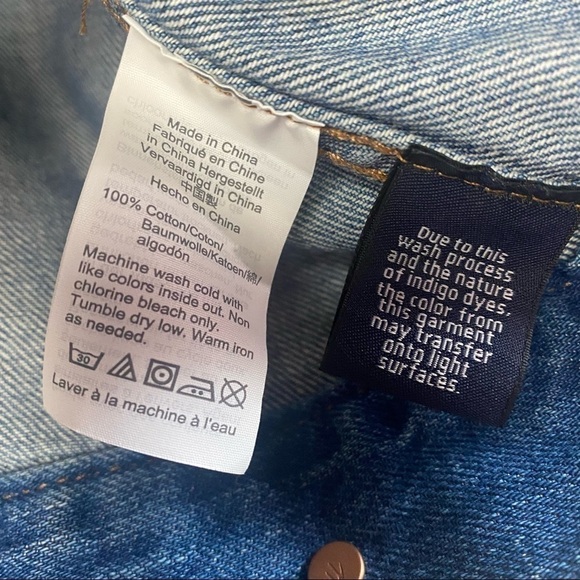 Made in China
Fabriqué en Chine
in China Hergestellt
Vervaardigd in China
中国製
Hecho en China
100% Cotton/Coton/
Baumwolle/Katoen/綿/
algodón
Machine wash cold with
like colors inside out. Non
chlorine bleach only.
Tumble dry low. Warm iron
as needed.
30
Laver à la machine à l'eau
Due to this
wash process
and the nature
of indigo dyes,
the color from
this garment
may transfer
onto light
surfaces.